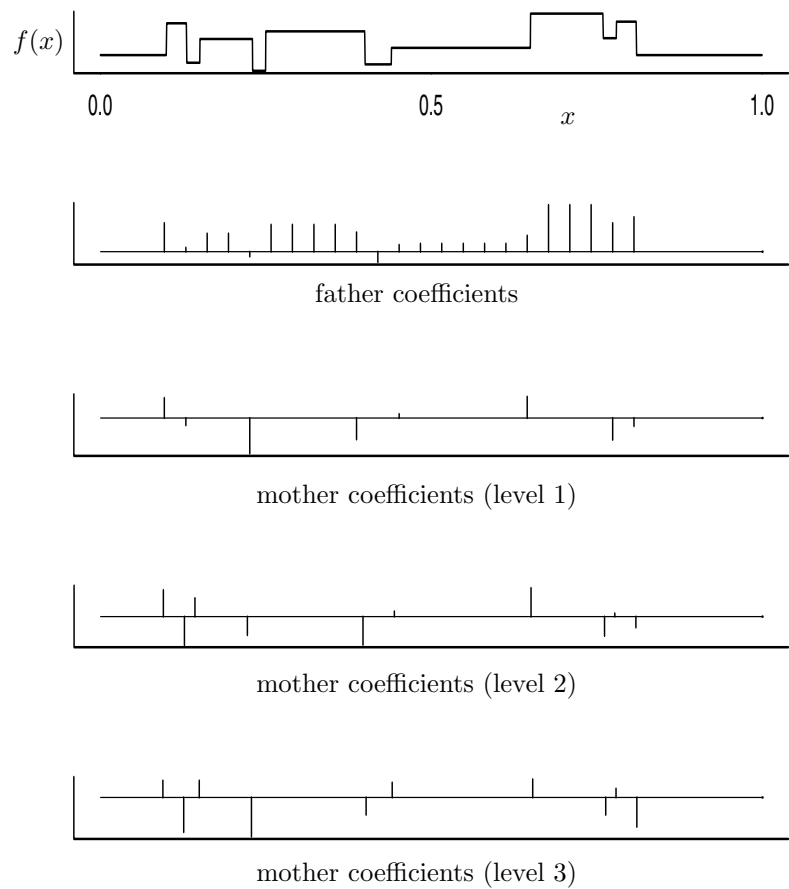 f(x)
0.0 0.5 1.0
x
father coefficients
mother coefficients (level 1)
mother coefficients (level 2)
mother coefficients (level 3)